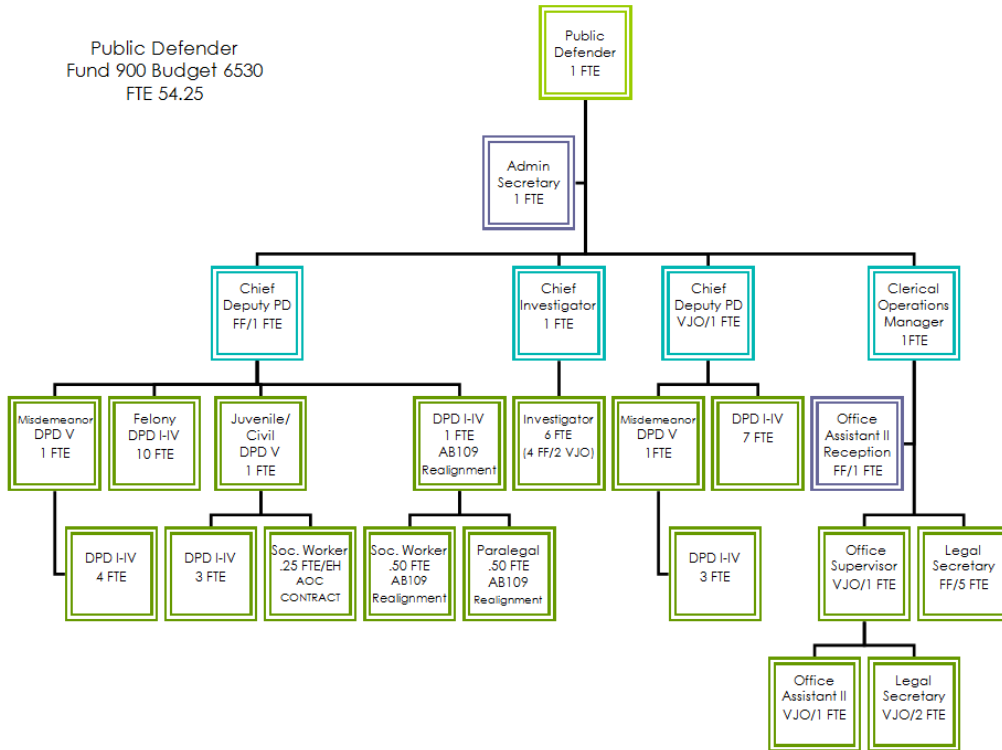 Public Defender
Fund 900 Budget 6530
FTE 54.25
Public
Defender
1 FTE
Admin
Secretary
1 FTE
Chief
Deputy PD
FF/1 FTE
Chief
Investigator
1 FTE
Chief
Deputy PD
VJO/1 FTE
Clerical
Operations
Manager
1FTE
Misdemeanor
DPD V
1 FTE
Felony
DPD I-IV
10 FTE
Juvenile/
Civil
DPD V
1 FTE
DPD I-IV
1 FTE
AB109
Realignment
Investigator
6 FTE
(4 FF/2 VJO)
Misdemeanor
DPD V
1FTE
DPD I-IV
7 FTE
Office
Assistant II
Reception
FF/1 FTE
DPD I-IV
4 FTE
DPD I-IV
3 FTE
Soc. Worker
.25 FTE/EH
AOC
CONTRACT
Soc. Worker
.50 FTE
AB109
Realignment
Paralegal
.50 FTE
AB109
Realignment
DPD I-IV
3 FTE
Office
Supervisor
VJO/1 FTE
Legal
Secretary
FF/5 FTE
Office
Assistant II
VJO/1 FTE
Legal
Secretary
VJO/2 FTE